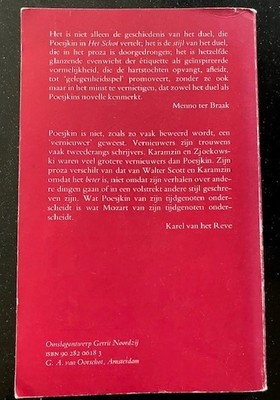 Het is niet alleen de geschiedenis van het duel, die
Poesjkin in Het Schot vertelt; het is de stijl van het duel,
die in het proza is doorgedrongen; het is hetzelfde
glanzende evenwicht der étiquette als geïnspireerde
vormelijkheid, die de hartstochten opvangt, afleidt,
tot 'gelegenheidsspel' promoveert, zonder ze ook
maar in het minst te vernietigen, dat zowel het duel als
Poesjkins novelle kenmerkt.
Menno ter Braak
Poesjkin is niet, zoals zo vaak beweerd wordt, een
'vernieuwer' geweest. Vernieuwers zijn trouwens
vaak tweederangs schrijvers. Karamzin en Zjoekows-
ki waren veel grotere vernieuwers dan Poesjkin. Zijn
proza verschilt van dat van Walter Scott en Karamzin
omdat het beter is, niet omdat zijn verhalen over ande-
re dingen gaan of in een volstrekt andere stijl geschre-
ven zijn. Wat Poesjkin van zijn tijdgenoten onder-
scheidt is wat Mozart van zijn tijdgenoten onder-
scheidt.
Karel van het Reve
Omslagontwerp Gerrit Noordzij
ISBN 90 282 0618 3
G. A. van Oorschot, Amsterdam